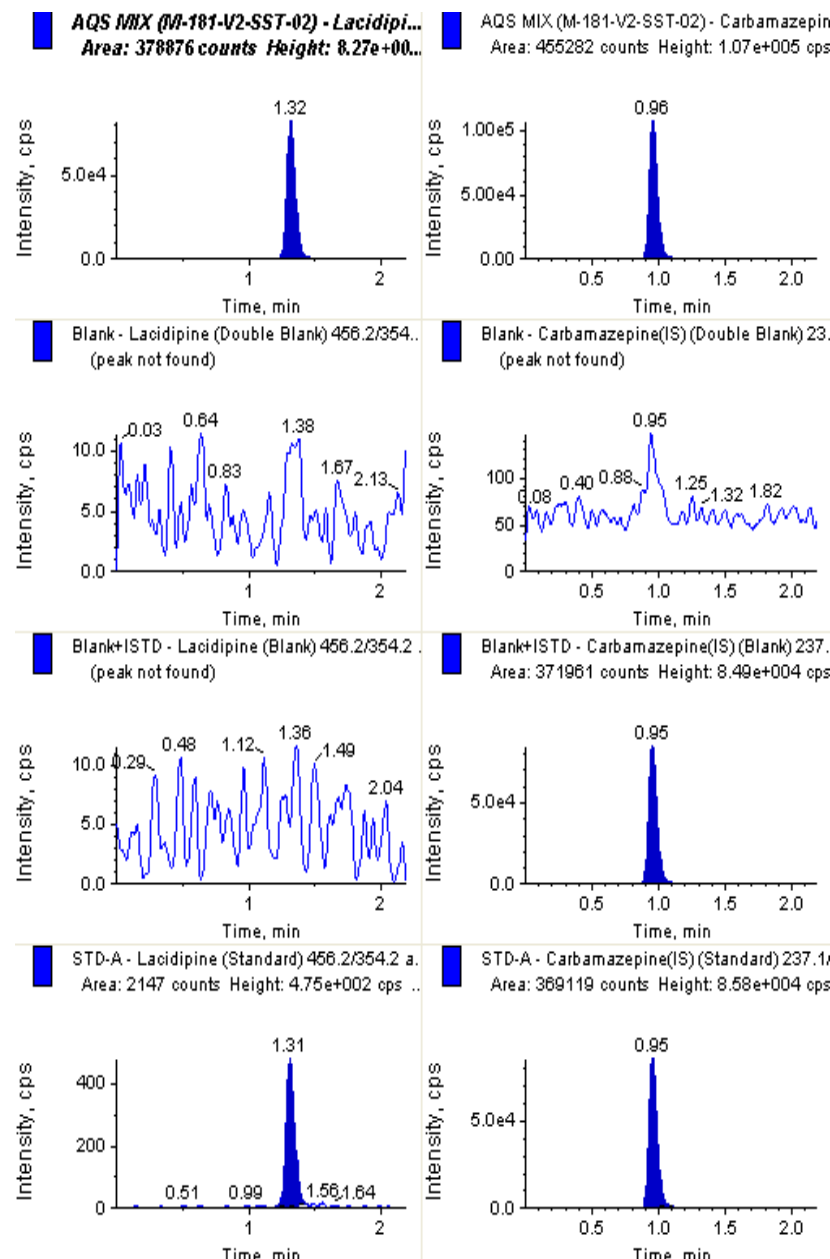 AQS MIX (M-181-V2-SST-02) - Lacidipi...
Area: 378876 counts Height: 8.27e+00...
1.32
Intensity, cps
5.0e4
0.0
1
2
Time, min
AQS MIX (M-181-V2-SST-02) - Carbamazepin
Area: 455282 counts Height: 1.07e+005 cps
0.96
Intensity, cps
1.00e5
5.00e4
0.00
0.5
1.0
1.5
2.0
Time, min
Blank - Lacidipine (Double Blank) 456.2/354..
(peak not found)
0.03
0.64
0.83
1.38
1.67
2.13
Intensity, cps
10.0
5.0
0.0
1
2
Time, min
Blank - Carbamazepine(IS) (Double Blank) 23.
(peak not found)
0.08
0.40
0.88
0.95
1.25
1.32
1.82
Intensity, cps
100
50
0
0.5
1.0
1.5
2.0
Time, min
Blank+ISTD - Lacidipine (Blank) 456.2/354.2 .
(peak not found)
0.29
0.48
1.12
1.36
1.49
2.04
Intensity, cps
10.0
5.0
0.0
1
2
Time, min
Blank+ISTD - Carbamazepine(IS) (Blank) 237.
Area: 371961 counts Height: 8.49e+004 cps
0.95
Intensity, cps
5.0e4
0.0
0.5
1.0
1.5
2.0
Time, min
STD-A - Lacidipine (Standard) 456.2/354.2 a.
Area: 2147 counts Height: 4.75e+002 cps ..
1.31
0.51
0.99
1.56
1.64
Intensity, cps
400
200
0
1
2
Time, min
STD-A - Carbamazepine(IS) (Standard) 237.1/
Area: 369119 counts Height: 8.58e+004 cps
0.95
Intensity, cps
5.0e4
0.0
0.5
1.0
1.5
2.0
Time, min